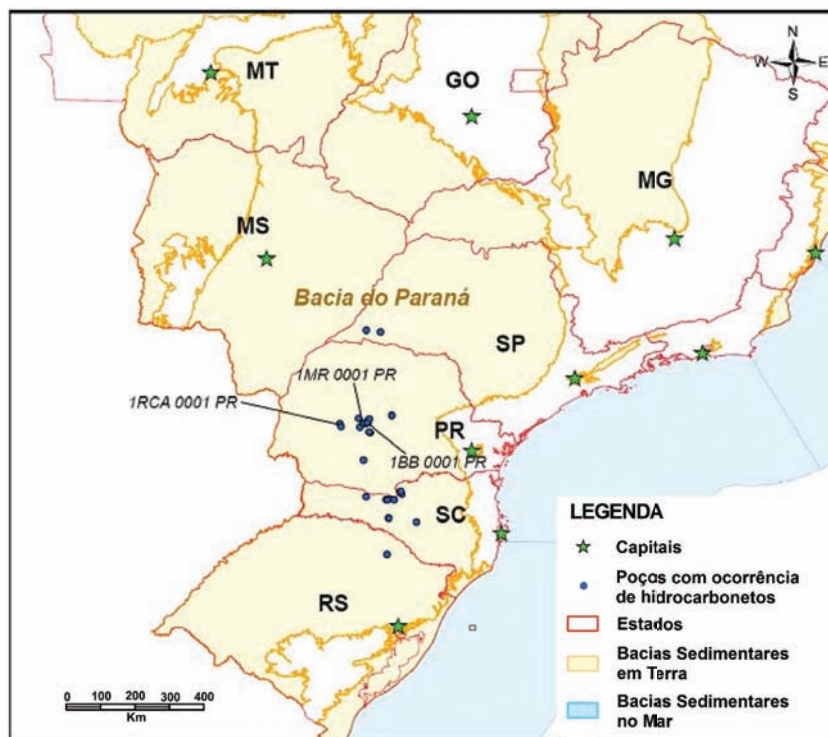 N
W E
S
MT
GO
MG
MS
Bacia do Paraná
SP
1MR 0001 PR
1RCA 0001 PR
PR
1BB 0001 PR
SC
RS
LEGENDA
Capitais
Poços com ocorrência
de hidrocarbonetos
Estados
Bacias Sedimentares
em Terra
Bacias Sedimentares
no Mar
0 100 200 300 400
Km